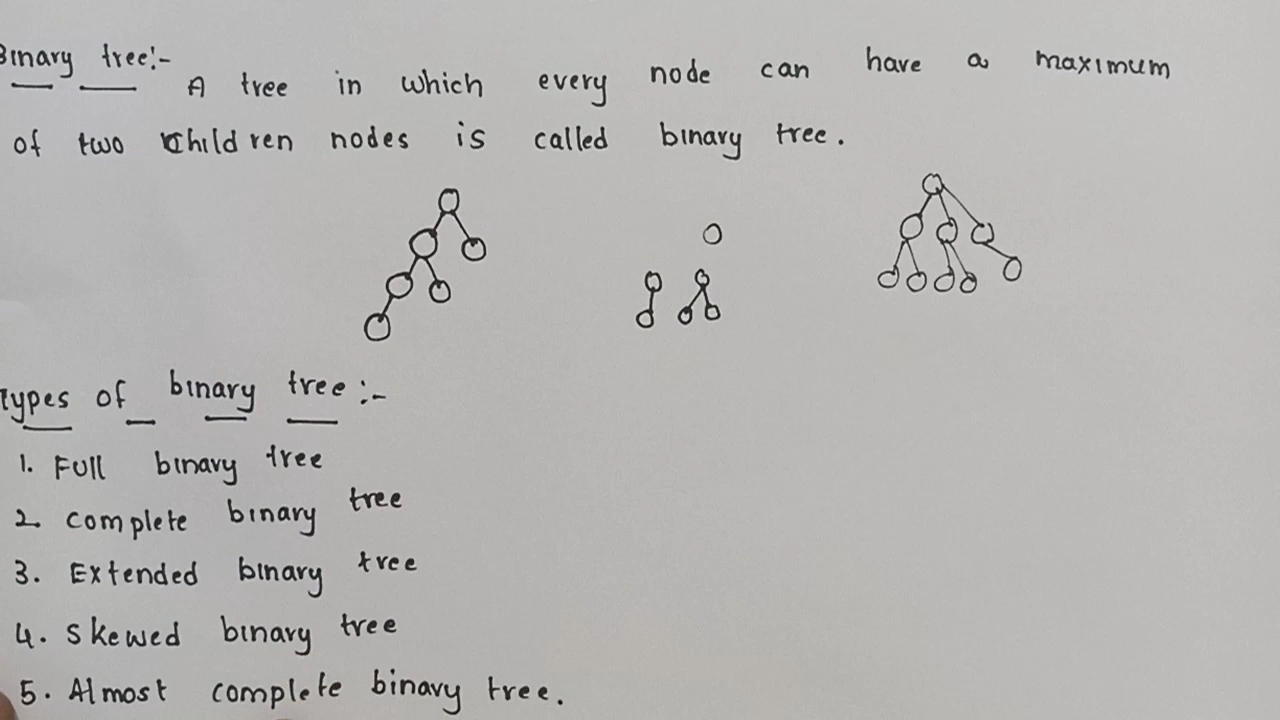 Binary tree:-
A tree in which every node can have a maximum
of two children nodes is called binary tree.
Types of binary tree :-
1. Full binary tree
2. complete binary tree
3. Extended binary tree
4. Skewed binary tree
5. Almost complete binary tree.